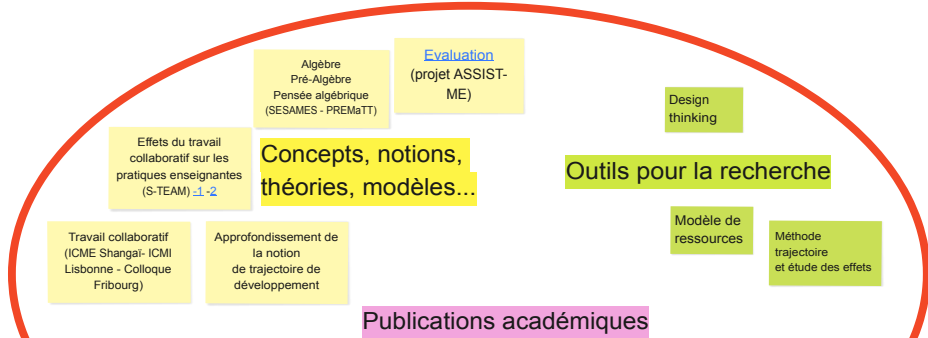 Algèbre
Pré-Algèbre
Pensée algébrique
(SESAMES - PREMaTT)
Evaluation
(projet ASSIST-
ME)
Design
thinking
Effets du travail
collaboratif sur les
pratiques enseignantes
(S-TEAM) -1 -2
Concepts, notions,
théories, modèles...
Outils pour la recherche
Travail collaboratif
(ICME Shangaï- ICMI
Lisbonne - Colloque
Fribourg)
Approfondissement de
la notion
de trajectoire de
développement
Modèle de
ressources
Méthode
trajectoire
et étude des effets
Publications académiques